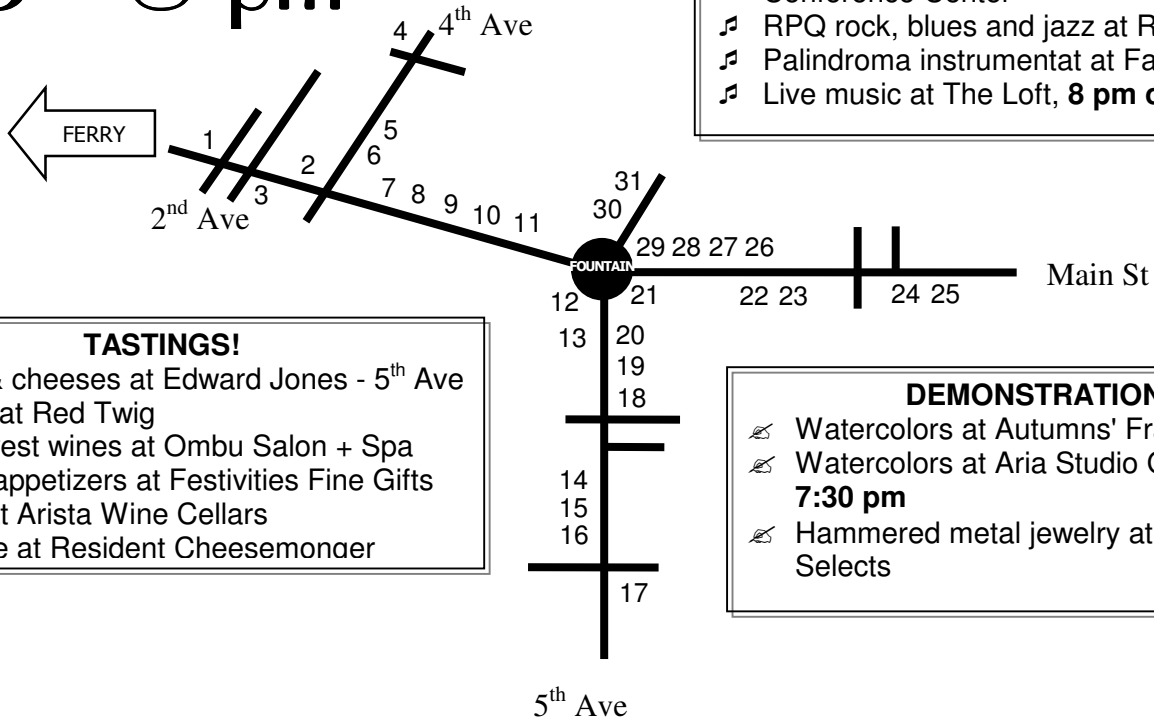 pm
4 4th Ave
FERRY
1
2
3
2nd Ave
5
6
7 8 9 10 11
31
30
FOUNTAIN
29 28 27 26
Main St
12 21 22 23 24 25
13 20
19
18
14
15
16
17
5th Ave
Conference Center
RPQ rock, blues and jazz at
Palindroma instrumentat at
Live music at The Loft, 8 pm
TASTINGS!
& cheeses at Edward Jones - 5th Ave
at Red Twig
wines at Ombu Salon + Spa
appetizers at Festivities Fine Gifts
Arista Wine Cellars
at Resident Cheesemonger
Watercolors at Autumns'
Watercolors at Aria Studio
7:30 pm
Hammered metal jewelry at
Selects